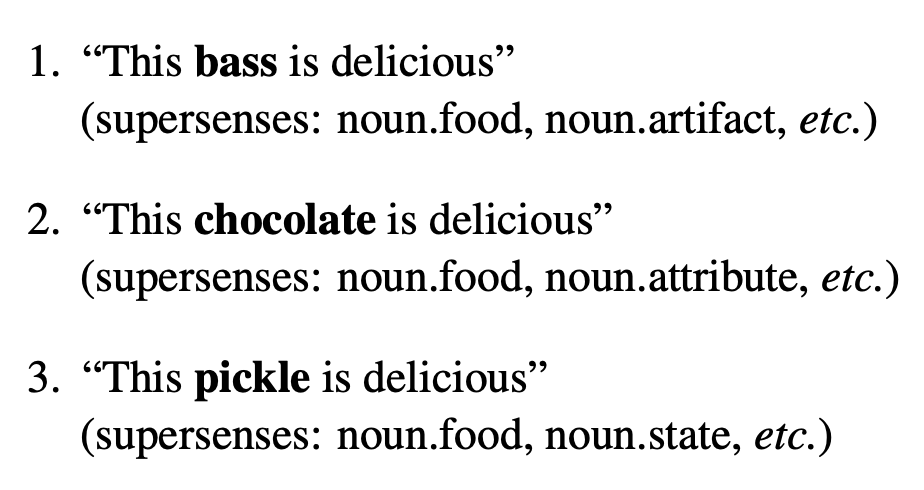 1. “This bass is delicious”
(supersenses: noun.food, noun.artifact, etc.)
2. “This chocolate is delicious”
(supersenses: noun.food, noun.attribute, etc.)
3. “This pickle is delicious”
(supersenses: noun.food, noun.state, etc.)